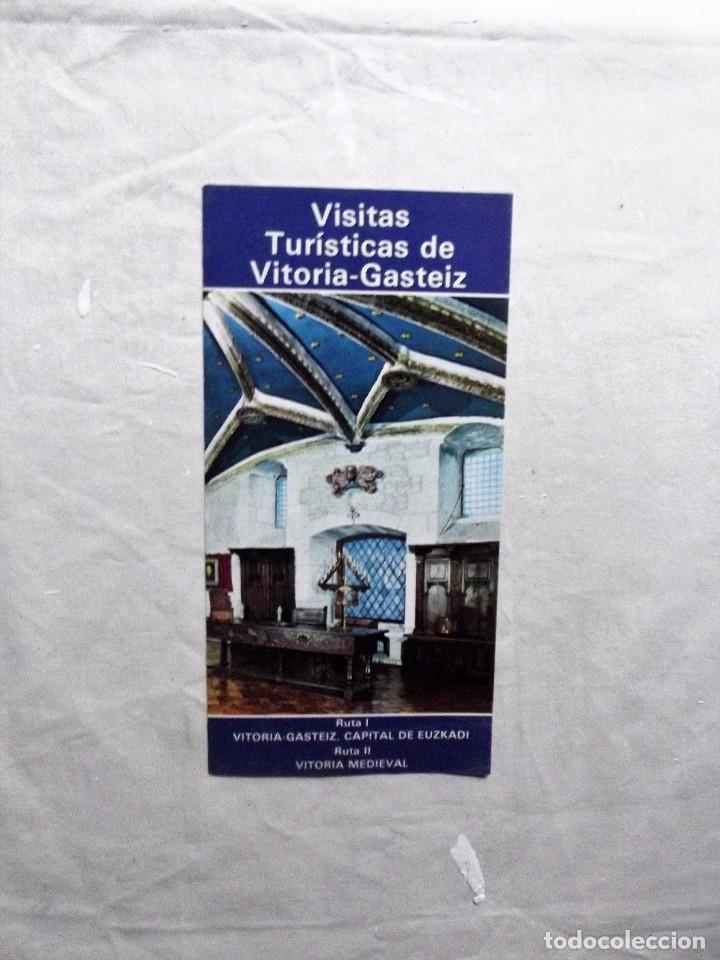 Visitas
Turísticas de
Vitoria-Gasteiz
Ruta I
VITORIA-GASTEIZ. CAPITAL DE EUZKADI
Ruta II
VITORIA MEDIEVAL
todocoleccion